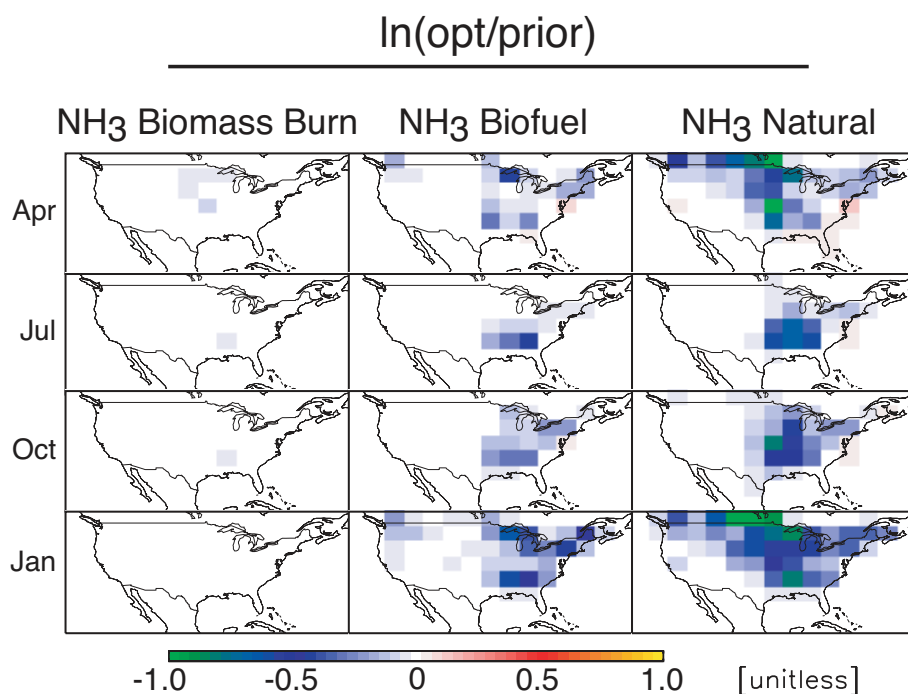 ln(opt/prior)
NH3 Biomass Burn NH3 Biofuel NH3 Natural
Apr
Jul
Oct
Jan
-1.0 -0.5 0 0.5 1.0 [unitless]